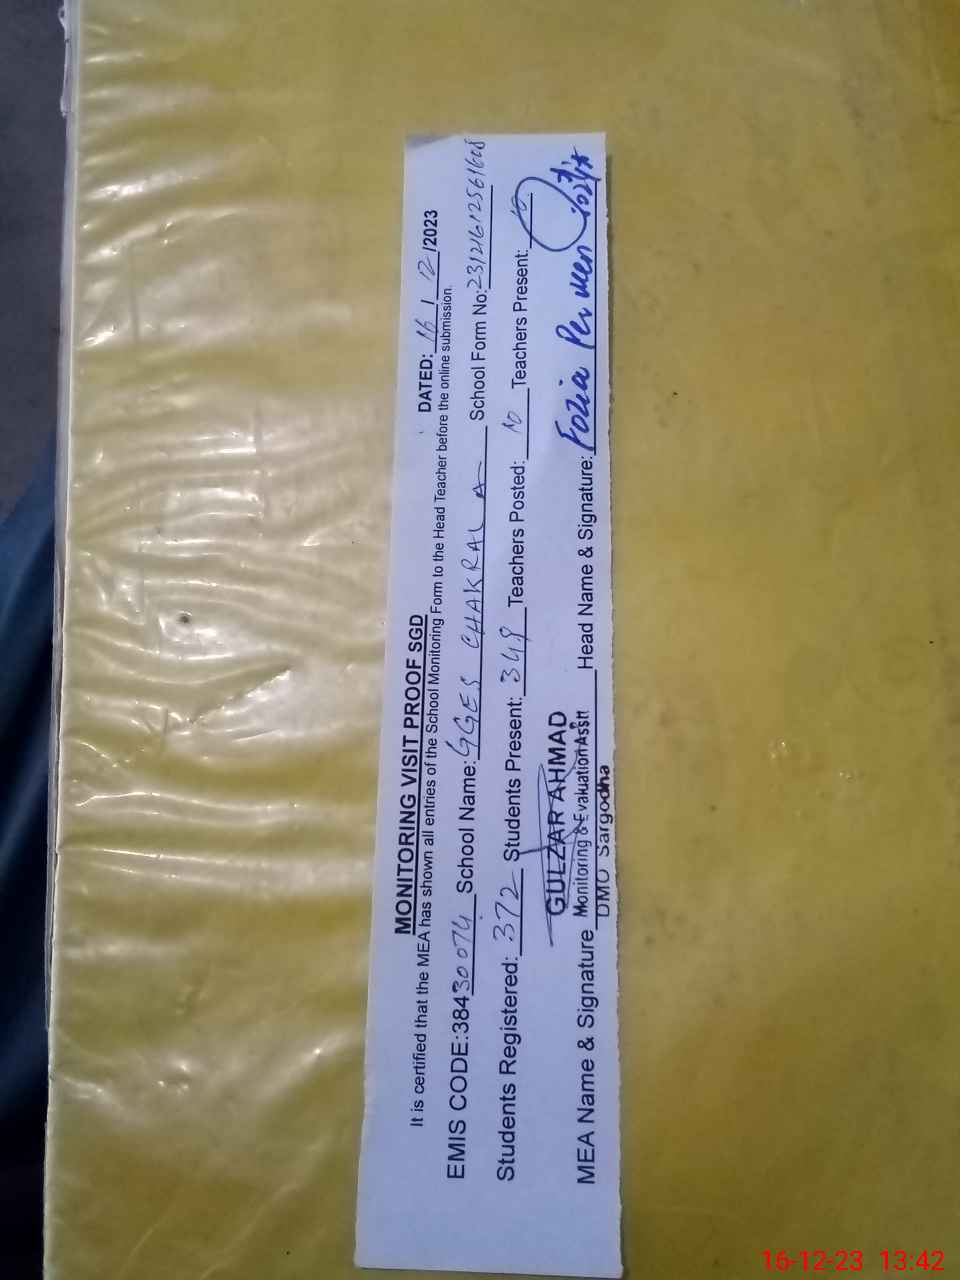 MONITORING VISIT PROOF SGD
DATED: 16 / 12 /2023
It is certified that the MEA has shown all entries of the School Monitoring Form to the Head Teacher before the online submission.
EMIS CODE:38430074 School Name: GGES CHAKRALA School Form No:
Students Registered: 372 Students Present: 348 Teachers Posted: 10 Teachers Present: 10
GULZAR AHMAD
Monitoring & Evaluation Asstt
MEA Name & Signature Head Name & Signature: Fozia Perveen
DMO Sargodha
16-12-23 13:42